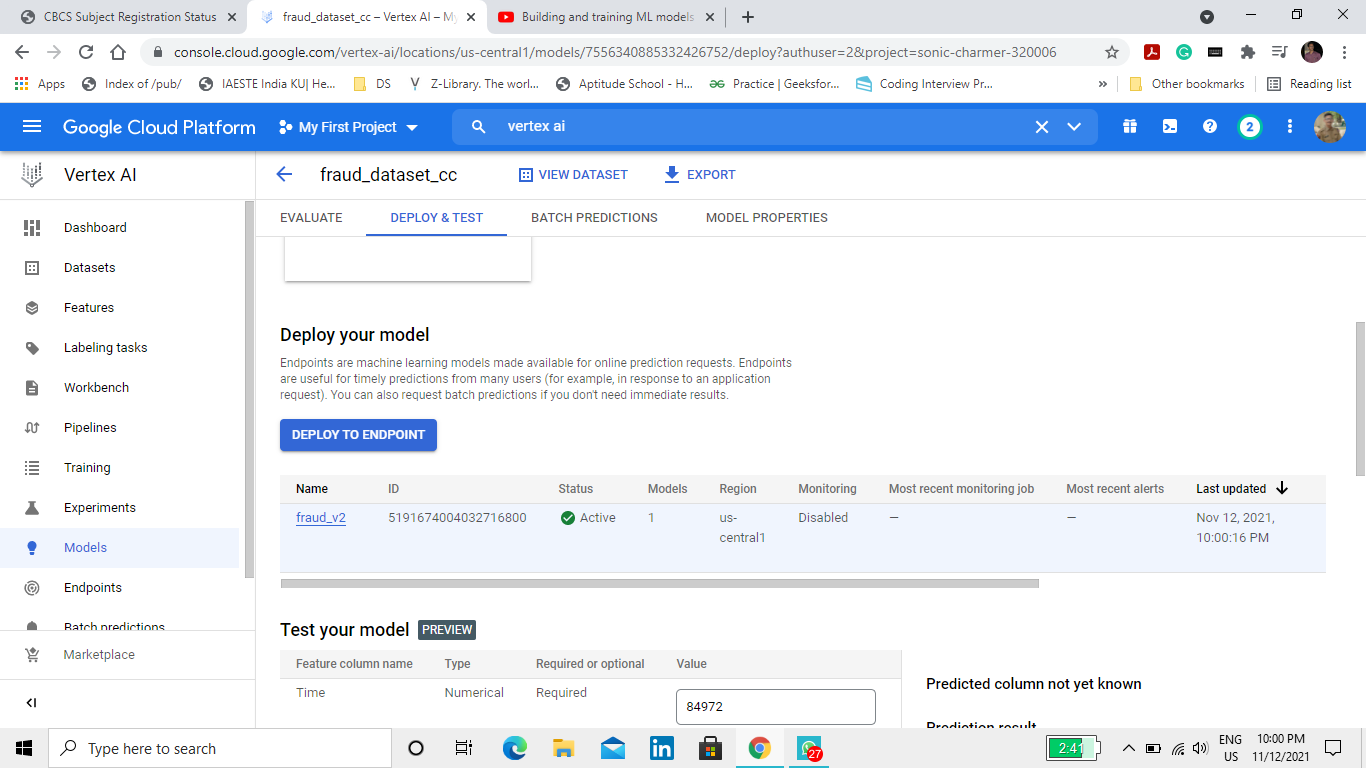 CBCS Subject Registration Status
fraud_dataset_cc – Vertex AI – My
Building and training ML models
console.cloud.google.com/vertex-ai/locations/us-central1/models/7556340885332426752/deploy?authuser=2&project=sonic-charmer-320006
Apps
Index of /pub/
IAESTE India KU| He...
DS
Z-Library. The worl...
Aptitude School - H...
Practice | Geeksfor...
Coding Interview Pr...
»
Other bookmarks
Reading list
Google Cloud Platform
My First Project
vertex ai
2
Vertex AI
fraud_dataset_cc
VIEW DATASET
EXPORT
EVALUATE
DEPLOY & TEST
BATCH PREDICTIONS
MODEL PROPERTIES
Dashboard
Datasets
Features
Labeling tasks
Workbench
Pipelines
Training
Experiments
Models
Endpoints
Batch predictions
Marketplace
Deploy your model
Endpoints are machine learning models made available for online prediction requests. Endpoints
are useful for timely predictions from many users (for example, in response to an application
request). You can also request batch predictions if you don't need immediate results.
DEPLOY TO ENDPOINT
Name ID Status Models Region Monitoring Most recent monitoring job Most recent alerts Last updated
fraud_v2 5191674004032716800 Active 1 us- Disabled — — Nov 12, 2021,
central1 10:00:16 PM
Test your model PREVIEW
Feature column name Type Required or optional Value
Time Numerical Required 84972
Predicted column not yet known
Prediction result
Type here to search
27
2:41
ENG
US
10:00 PM
11/12/2021